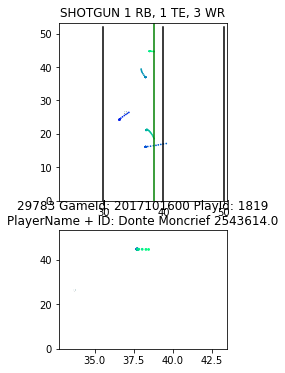 SHOTGUN 1 RB, 1 TE, 3 WR
50
40
30
20
10
0
30 40 50
29783 GameId: 2017101600 PlayId: 1819
PlayerName + ID: Donte Moncrief 2543614.0
40
20
0
35.0 37.5 40.0 42.5